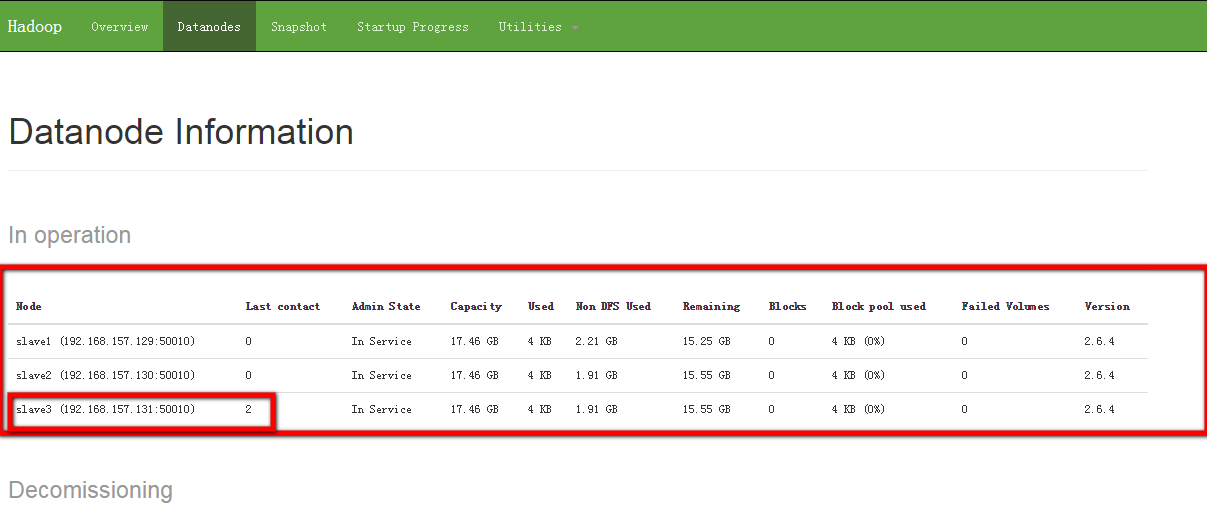 Hadoop Overview Datanodes Snapshot Startup Progress Utilities
Datanode Information
In operation
Node Last contact Admin State Capacity Used Non DFS Used Remaining Blocks Block pool used Failed Volumes Version
slave1 (192.168.157.129:50010) 0 In Service 17.46 GB 4 KB 2.21 GB 15.25 GB 0 4 KB (0%) 0 2.6.4
slave2 (192.168.157.130:50010) 0 In Service 17.46 GB 4 KB 1.91 GB 15.55 GB 0 4 KB (0%) 0 2.6.4
slave3 (192.168.157.131:50010) 2 In Service 17.46 GB 4 KB 1.91 GB 15.55 GB 0 4 KB (0%) 0 2.6.4
Decomissioning